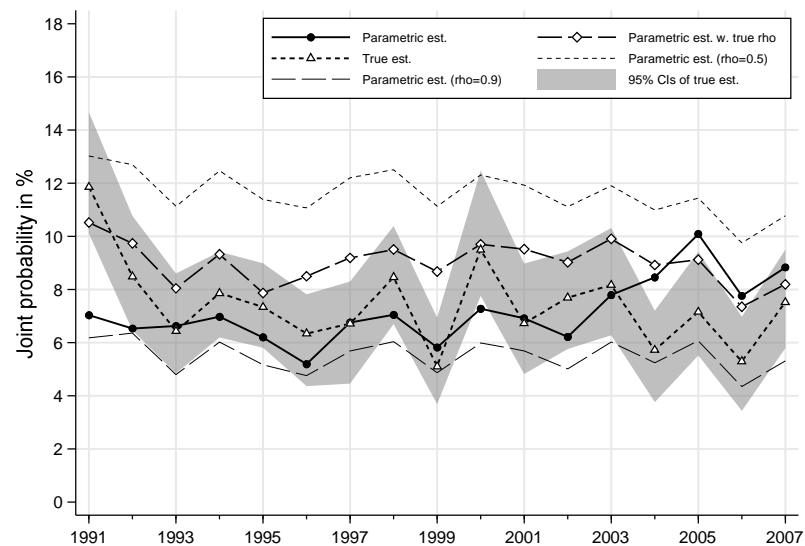 Parametric est.
Parametric est. w. true rho
True est.
Parametric est. (rho=0.5)
Parametric est. (rho=0.9)
95% CIs of true est.
Joint probability in %
18
16
14
12
10
8
6
4
2
0
1991 1993 1995 1997 1999 2001 2003 2005 2007